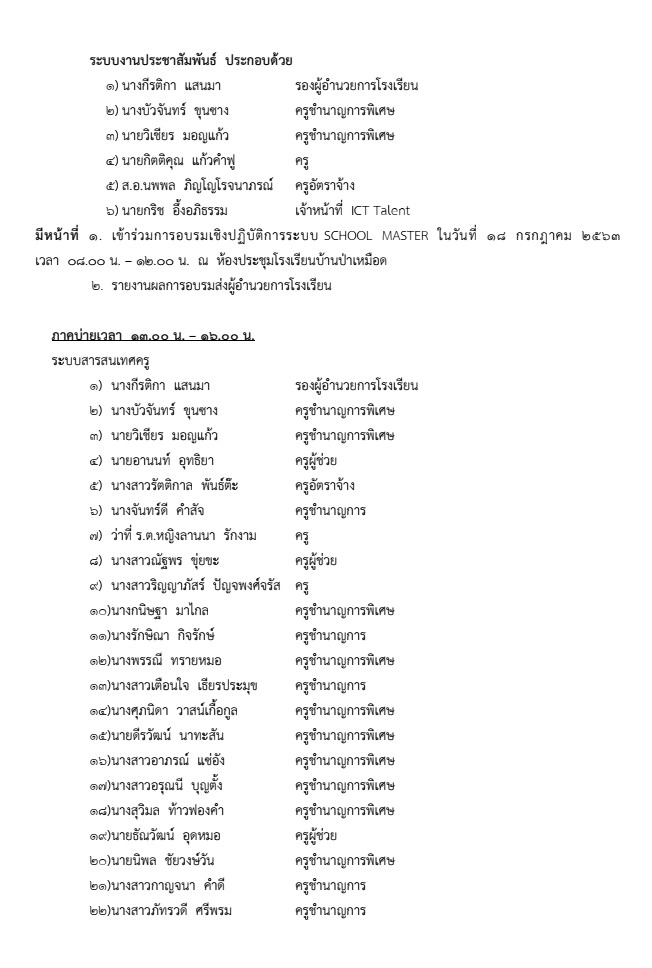 ระบบงานประชาสัมพันธ์ ประกอบด้วย
๑) นางกีรติกา แสนมา รองผู้อำนวยการโรงเรียน
๒) นางบัวจันทร์ ขุนซาง ครูชำนาญการพิเศษ
๓) นายวิเชียร มอญแก้ว ครูชำนาญการพิเศษ
๔) นายกิตติคุณ แก้วคำฟู ครู
๕) ส.อ.นพพล ภิญโญโรจนาภรณ์ ครูอัตราจ้าง
๖) นายกริช อึ้งอภิธรรม เจ้าหน้าที่ ICT Talent
มีหน้าที่ ๑. เข้าร่วมการอบรมเชิงปฏิบัติการระบบ SCHOOL MASTER ในวันที่ ๑๘ กรกฎาคม ๒๕๖๓
เวลา ๐๘.๐๐ น. – ๑๒.๐๐ น. ณ ห้องประชุมโรงเรียนบ้านป่าเหมือด
๒. รายงานผลการอบรมส่งผู้อำนวยการโรงเรียน
ภาคบ่ายเวลา ๑๓.๐๐ น. – ๑๖.๐๐ น.
ระบบสารสนเทศครู
๑) นางกีรติกา แสนมา รองผู้อำนวยการโรงเรียน
๒) นางบัวจันทร์ ขุนซาง ครูชำนาญการพิเศษ
๓) นายวิเชียร มอญแก้ว ครูชำนาญการพิเศษ
๔) นายอานนท์ อุทธิยา ครูผู้ช่วย
๕) นางสาวรัตติกาล พันธ์ต๊ะ ครูอัตราจ้าง
๖) นางจันทร์ดี คำสัจ ครูชำนาญการ
๗) ว่าที่ ร.ต.หญิงลานนา รักงาม ครู
๘) นางสาวณัฐพร ขุ่ยขะ ครูผู้ช่วย
๙) นางสาวริญญาภัสร์ ปัญจพงศ์จรัส ครู
๑๐)นางกนิษฐา มาไกล ครูชำนาญการพิเศษ
๑๑)นางรักษิณา กิจรักษ์ ครูชำนาญการ
๑๒)นางพรรณี ทรายหมอ ครูชำนาญการพิเศษ
๑๓)นางสาวเตือนใจ เธียรประมุข ครูชำนาญการ
๑๔)นางศุภนิดา วาสน์เกื้อกูล ครูชำนาญการพิเศษ
๑๕)นายดีรวัฒน์ นาทะสัน ครูชำนาญการพิเศษ
๑๖)นางสาวอาภรณ์ แซ่อัง ครูชำนาญการพิเศษ
๑๗)นางสาวอรุณนี บุญตั้ง ครูชำนาญการพิเศษ
๑๘)นางสุวิมล ท้าวฟองคำ ครูชำนาญการพิเศษ
๑๙)นายธัณวัฒน์ อุดหมอ ครูผู้ช่วย
๒๐)นายนิพล ชัยวงษ์วัน ครูชำนาญการพิเศษ
๒๑)นางสาวกาญจนา คำดี ครูชำนาญการ
๒๒)นางสาวภัทรวดี ศรีพรม ครูชำนาญการ